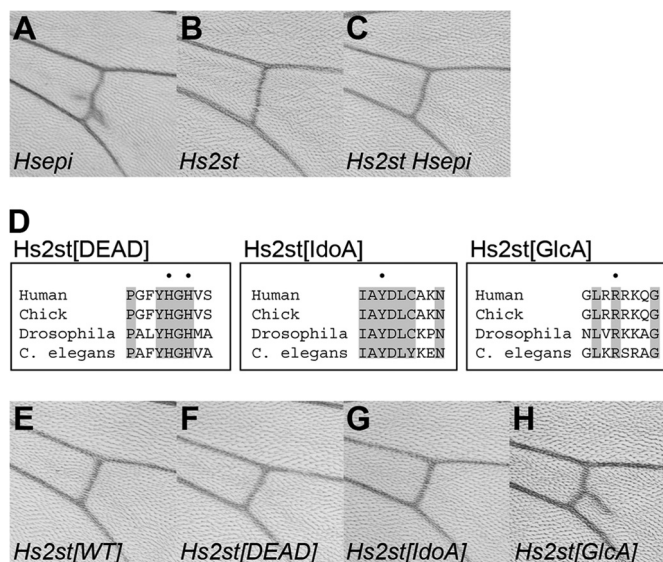 A B C
Hsepi Hs2st Hs2st Hsepi
D
Hs2st[DEAD] Hs2st[IdoA] Hs2st[GlcA]
Human PGFYHGHVS Human IAYDLCAKN Human GLRRRKQG
Chick PGFYHGHVS Chick IAYDLCAKN Chick GLRRRKQG
Drosophila PALYHGHMA Drosophila IAYDLCKPN Drosophila NLVRKKAG
C. elegans PAFYHGHVA C. elegans IAYDLYKEN C. elegans GLKRSRAG
E F G H
Hs2st[WT] Hs2st[DEAD] Hs2st[IdoA] Hs2st[GlcA]